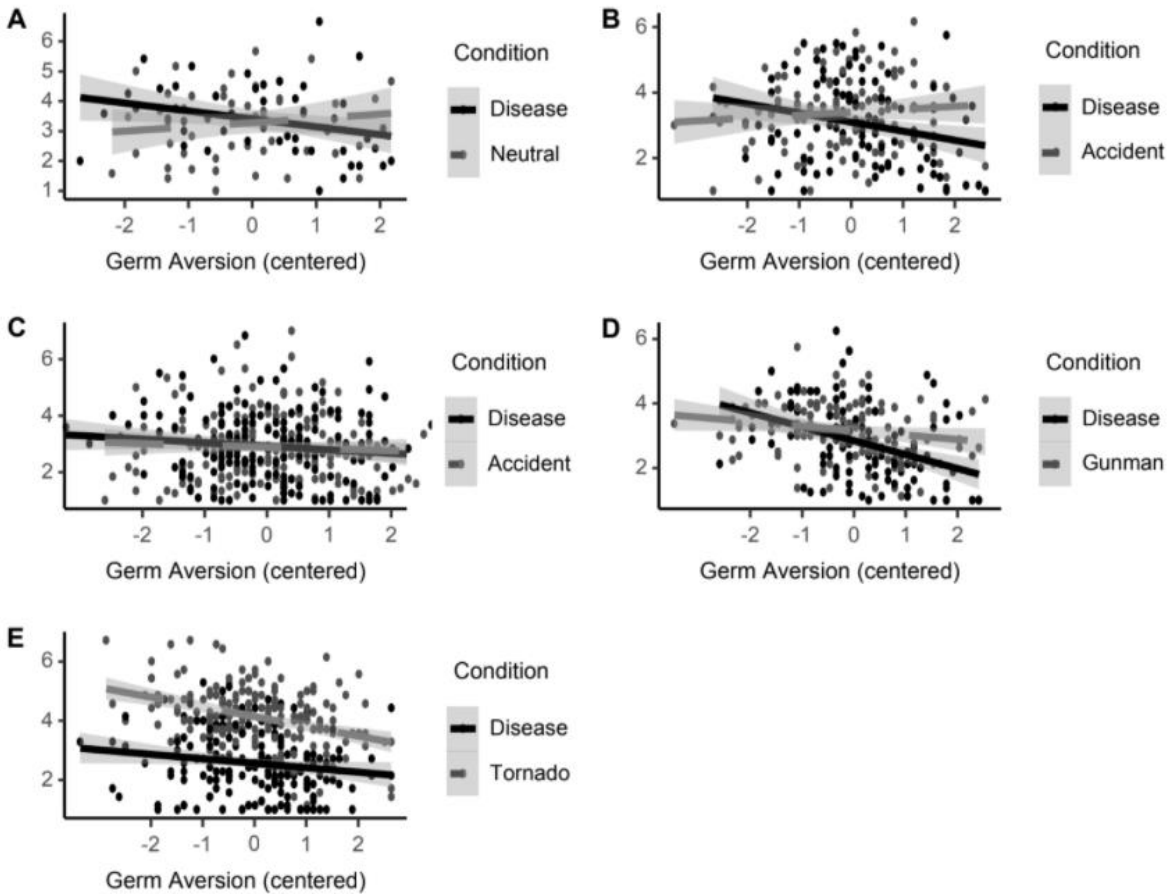 A
6
5
4
3
2
1
-2 -1 0 1 2
Germ Aversion (centered)
Condition
Disease
Neutral
B
6
4
2
-2 -1 0 1 2
Germ Aversion (centered)
Condition
Disease
Accident
C
6
4
2
-2 -1 0 1 2
Germ Aversion (centered)
Condition
Disease
Accident
D
6
4
2
-2 -1 0 1 2
Germ Aversion (centered)
Condition
Disease
Gunman
E
6
4
2
-2 -1 0 1 2
Germ Aversion (centered)
Condition
Disease
Tornado